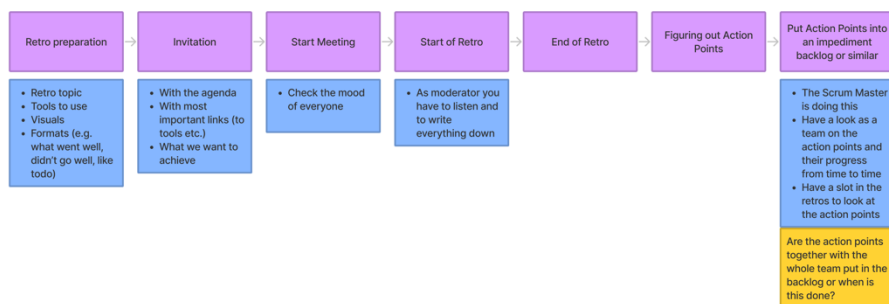 Retro preparation
Invitation
Start Meeting
Start of Retro
End of Retro
Figuring out Action
Points
Put Action Points into
an impediment
backlog or similar
• Retro topic
• Tools to use
• Visuals
• Formats (e.g.
what went well,
didn't go well, like
todo)
• With the agenda
• With most
important links (to
tools etc.)
• What we want to
achieve
• Check the mood
of everyone
• As moderator you
have to listen and
to write
everything down
• The Scrum Master
is doing this
• Have a look as a
team on the
action points and
their progress
from time to time
• Have a slot in the
retros to look at
the action points
Are the action points
together with the
whole team put in the
backlog or when is
this done?